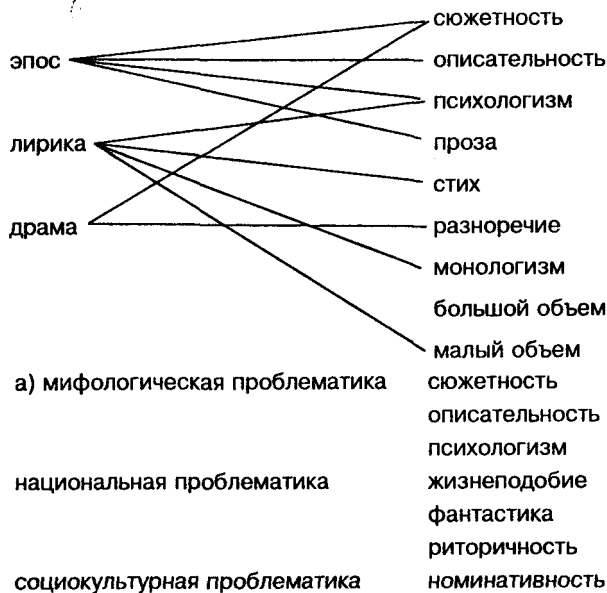 сюжетность
эпос описательность
психологизм
лирика проза
стих
драма разноречие
монологизм
большой объем
малый объем
а) мифологическая проблематика сюжетность
описательность
психологизм
национальная проблематика жизнеподобие
фантастика
риторичность
социокультурная проблематика номинативность